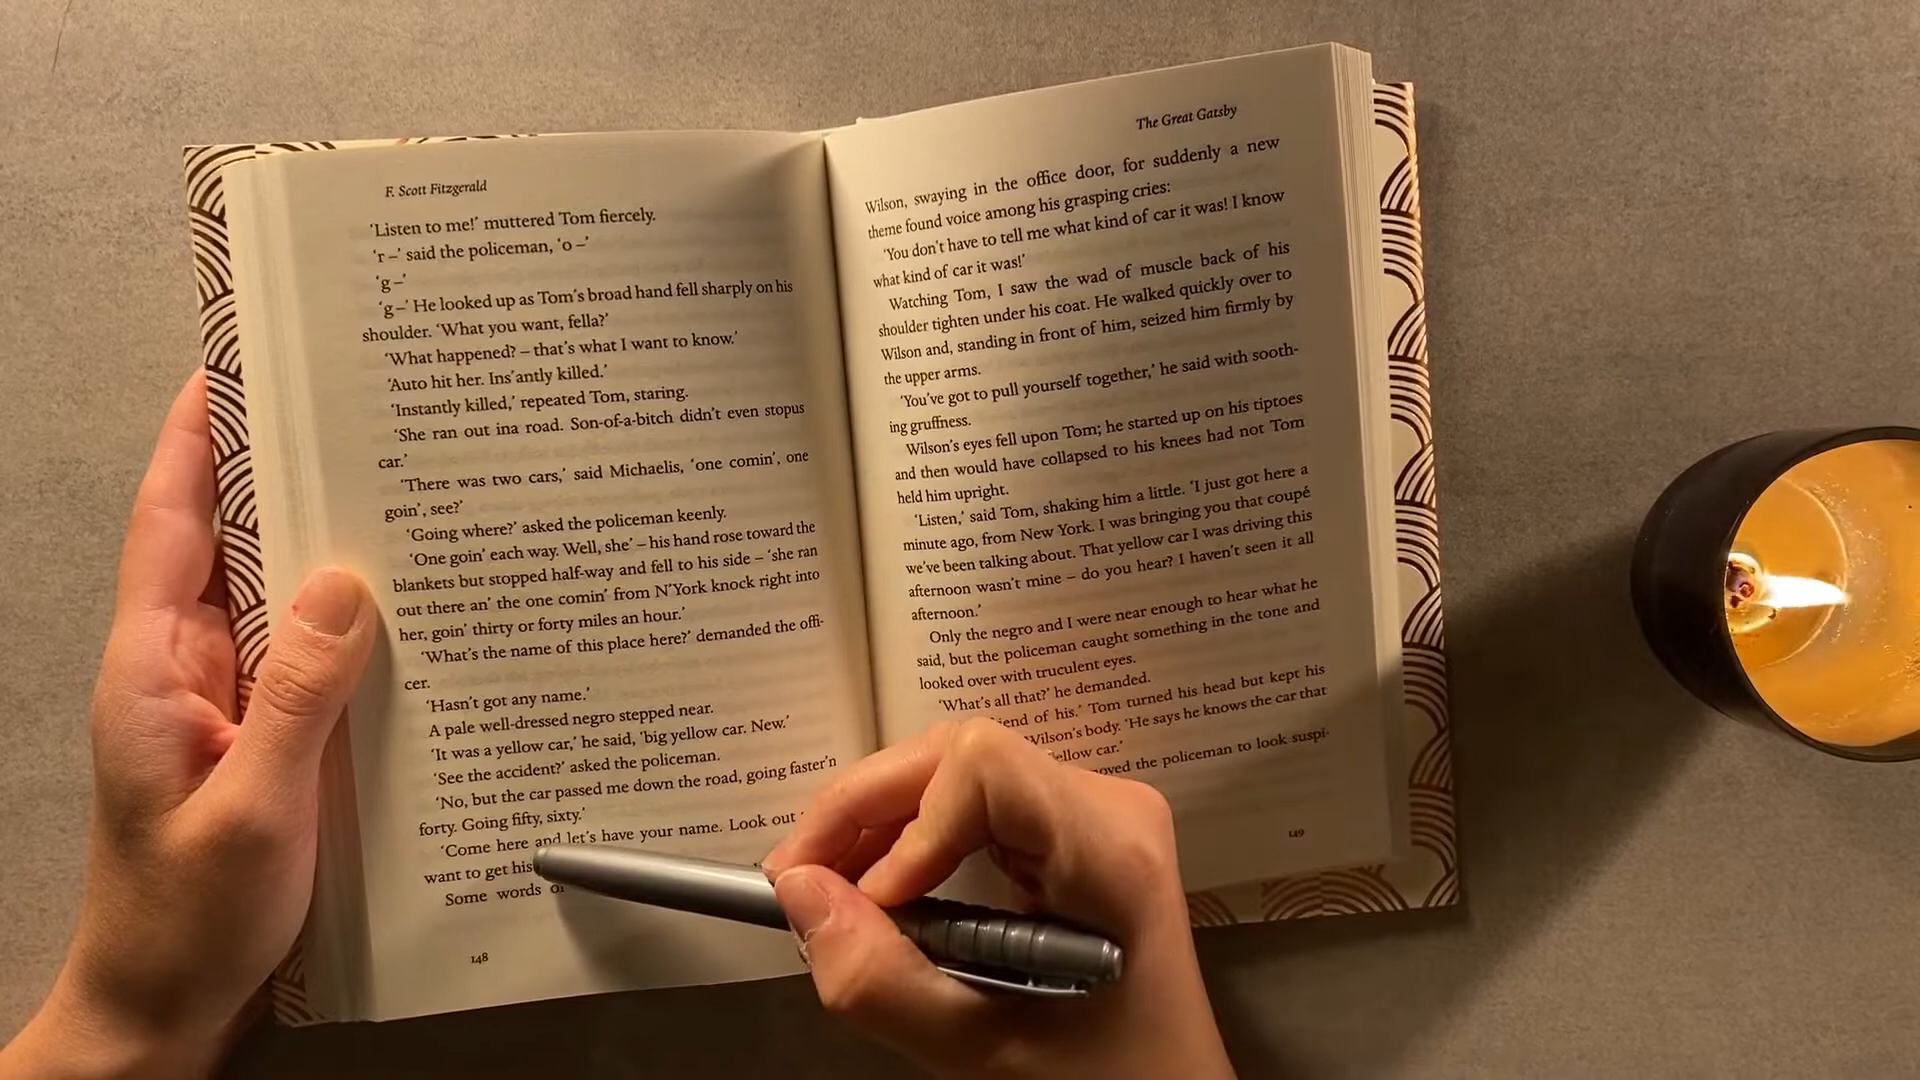 F. Scott Fitzgerald
‘Listen to me!’ muttered Tom fiercely.
‘r –’ said the policeman, ‘o –’
‘g –’
‘g –’ He looked up as Tom’s broad hand fell sharply on his
shoulder. ‘What you want, fella?’
‘What happened? – that’s what I want to know.’
‘Auto hit her. Ins’antly killed.’
‘Instantly killed,’ repeated Tom, staring.
‘She ran out ina road. Son-of-a-bitch didn’t even stopus
car.’
‘There was two cars,’ said Michaelis, ‘one comin’, one
goin’, see?’
‘Going where?’ asked the policeman keenly.
‘One goin’ each way. Well, she’ – his hand rose toward the
blankets but stopped half-way and fell to his side – ‘she ran
out there an’ the one comin’ from N’York knock right into
her, goin’ thirty or forty miles an hour.’
‘What’s the name of this place here?’ demanded the offi-
cer.
‘Hasn’t got any name.’
A pale well-dressed negro stepped near.
‘It was a yellow car,’ he said, ‘big yellow car. New.’
‘See the accident?’ asked the policeman.
‘No, but the car passed me down the road, going faster’n
forty. Going fifty, sixty.’
‘Come here and let’s have your name. Look out
want to get his
Some words
148
The Great Gatsby
Wilson, swaying in the office door, for suddenly a new
theme found voice among his grasping cries:
‘You don’t have to tell me what kind of car it was! I know
what kind of car it was!’
Watching Tom, I saw the wad of muscle back of his
shoulder tighten under his coat. He walked quickly over to
Wilson and, standing in front of him, seized him firmly by
the upper arms.
‘You’ve got to pull yourself together,’ he said with sooth-
ing gruffness.
Wilson’s eyes fell upon Tom; he started up on his tiptoes
and then would have collapsed to his knees had not Tom
held him upright.
‘Listen,’ said Tom, shaking him a little. ‘I just got here a
minute ago, from New York. I was bringing you that coupé
we’ve been talking about. That yellow car I was driving this
afternoon wasn’t mine – do you hear? I haven’t seen it all
afternoon.’
Only the negro and I were near enough to hear what he
said, but the policeman caught something in the tone and
looked over with truculent eyes.
‘What’s all that?’ he demanded.
of his.’ Tom turned his head but kept his
Wilson’s body. ‘He says he knows the car that
car.’
the policeman to look suspi-
149